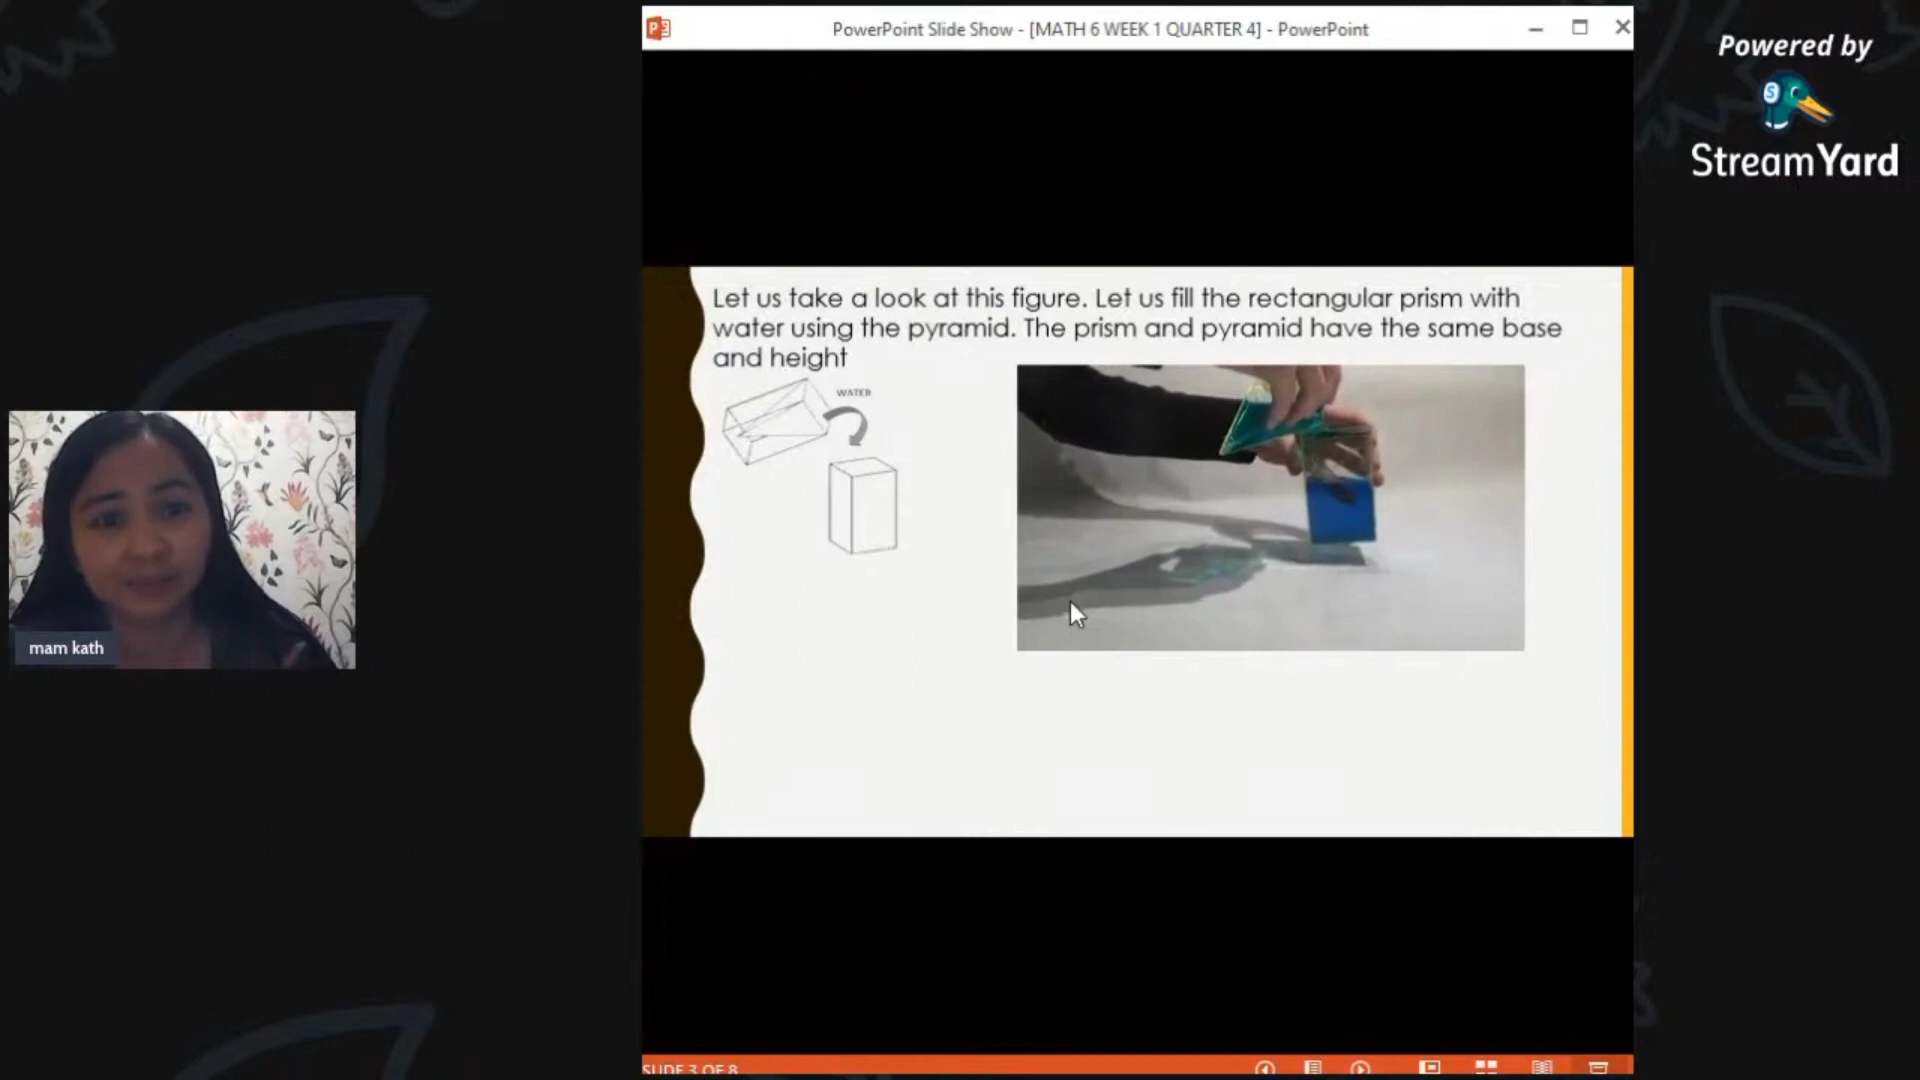 PowerPoint Slide Show - [MATH 6 WEEK 1 QUARTER 4] - PowerPoint
Powered by
StreamYard
Let us take a look at this figure. Let us fill the rectangular prism with
water using the pyramid. The prism and pyramid have the same base
and height
WATER
mam kath
SLIDE 3 OF 8